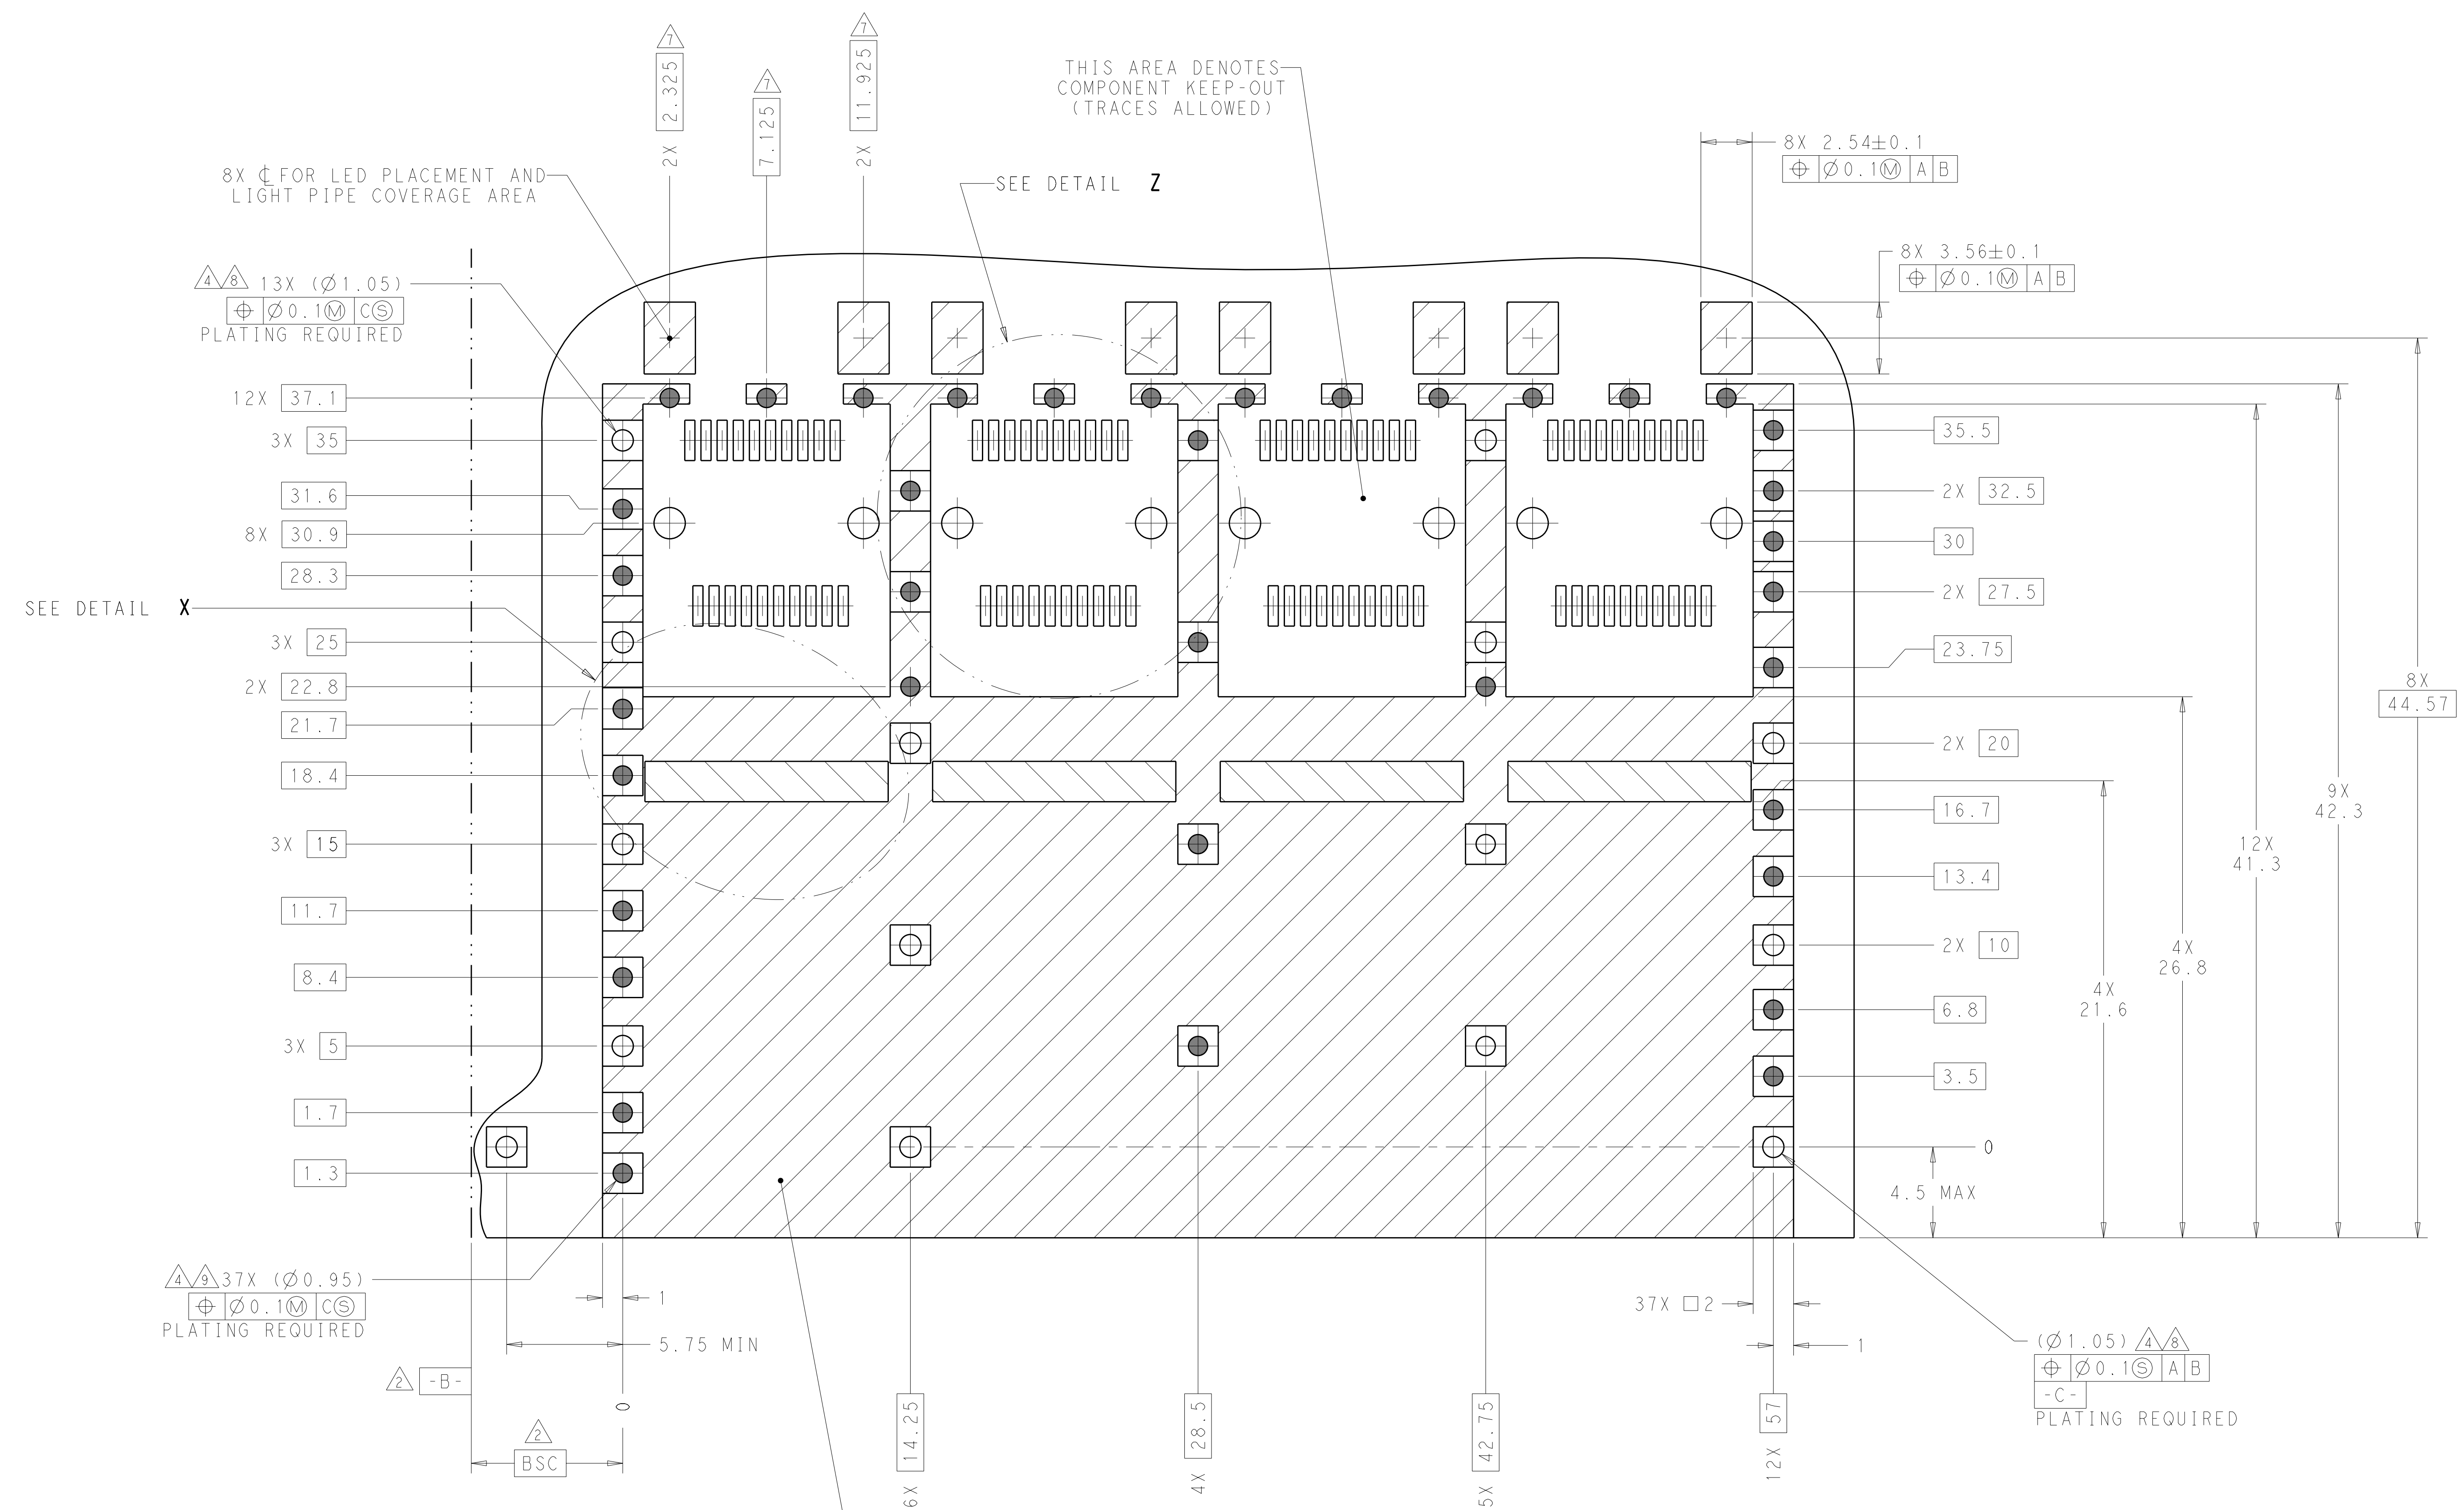 7
2X 2.325
7
7.125
7
2X 11.925
THIS AREA DENOTES
COMPONENT KEEP-OUT
(TRACES ALLOWED)
8X 2.54±0.1
⌖ Ø0.1Ⓜ A B
8X ℄ FOR LED PLACEMENT AND
LIGHT PIPE COVERAGE AREA
SEE DETAIL Z
8X 3.56±0.1
⌖ Ø0.1Ⓜ A B
4 8 13X (Ø1.05)
⌖ Ø0.1Ⓜ CⓈ
PLATING REQUIRED
12X 37.1
3X 35
31.6
8X 30.9
28.3
SEE DETAIL X
3X 25
2X 22.8
21.7
18.4
3X 15
11.7
8.4
3X 5
1.7
1.3
35.5
2X 32.5
30
2X 27.5
23.75
2X 20
16.7
13.4
2X 10
6.8
3.5
0
4.5 MAX
4X
21.6
4X
26.8
12X
41.3
9X
42.3
8X
44.57
4 9 37X (Ø0.95)
⌖ Ø0.1Ⓜ CⓈ
PLATING REQUIRED
1
5.75 MIN
2 -B-
0
2
BSC
6X 14.25
4X 28.5
5X 42.75
12X 57
37X □2
1
(Ø1.05) 4 8
⌖ Ø0.1Ⓢ A B
-C-
PLATING REQUIRED